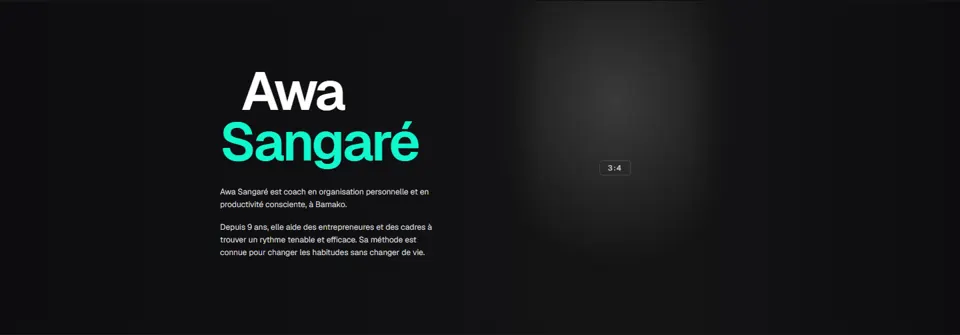 Awa
Sangaré
Awa Sangaré est coach en organisation personnelle et en
productivité consciente, à Bamako.
Depuis 9 ans, elle aide des entrepreneures et des cadres à
trouver un rythme tenable et efficace. Sa méthode est
connue pour changer les habitudes sans changer de vie.
3:4